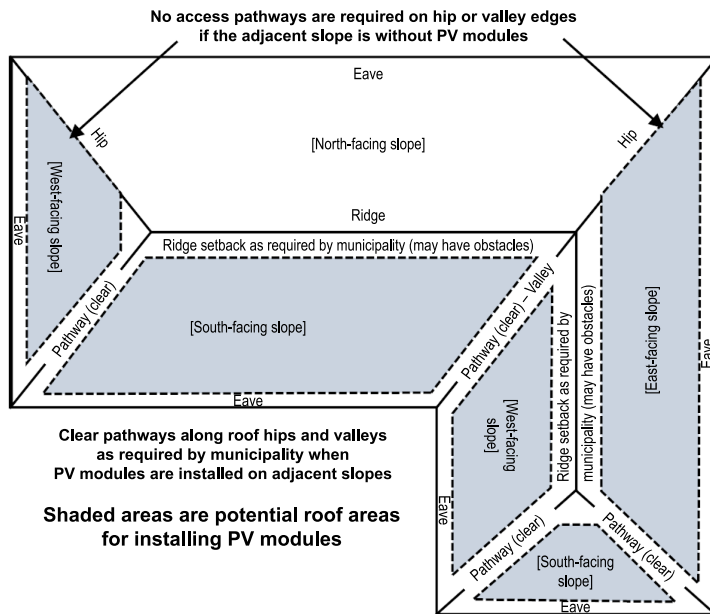 No access pathways are required on hip or valley edges
if the adjacent slope is without PV modules
Eave
Hip
Hip
[North-facing slope]
[West-facing slope]
Eave
Ridge
Ridge setback as required by municipality (may have obstacles)
Pathway (clear)
[South-facing slope]
Pathway (clear) – Valley
Ridge setback as required by
municipality (may have obstacles)
[East-facing slope]
Eave
Eave
Clear pathways along roof hips and valleys
as required by municipality when
PV modules are installed on adjacent slopes
[West-facing
slope]
Shaded areas are potential roof areas
for installing PV modules
Eave
Pathway (clear)
Pathway (clear)
[South-facing
slope]
Eave